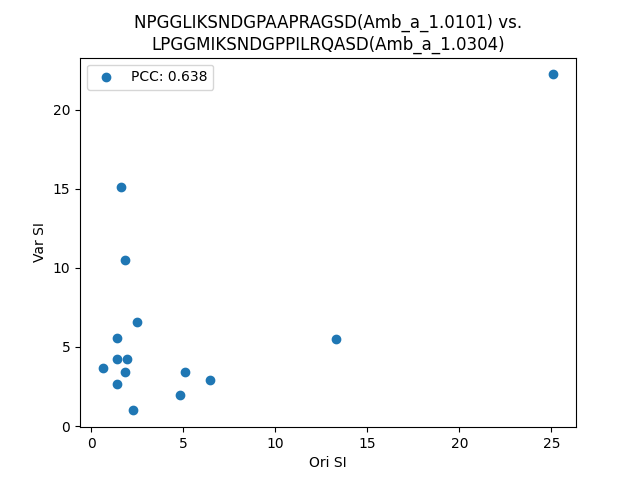 NPGGLIKSNDGPAAPRAGSD(Amb_a_1.0101) vs.
LPGGMIKSNDGPPILRQASD(Amb_a_1.0304)
PCC: 0.638
20
15
10
5
0
Var SI
0 5 10 15 20 25
Ori SI